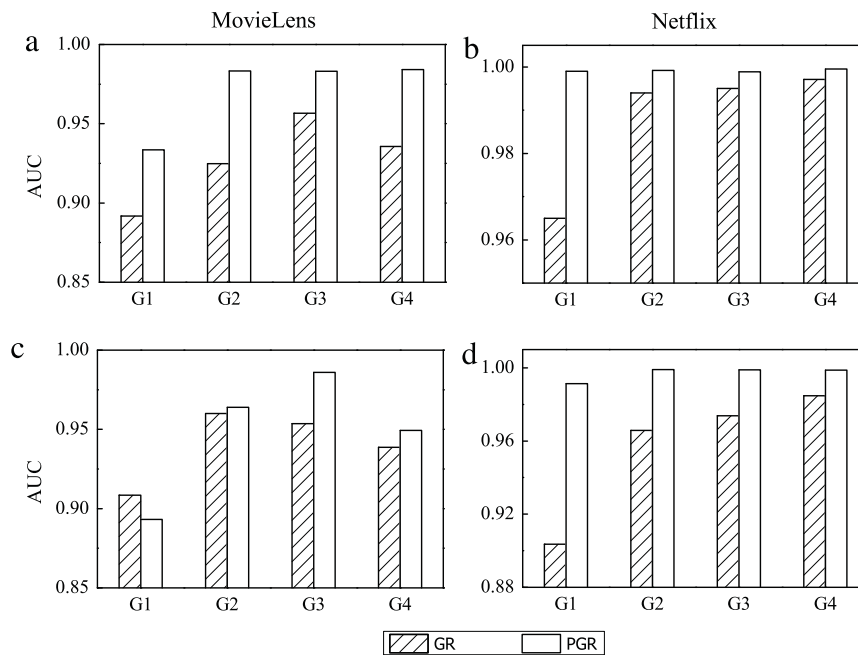 MovieLens
Netflix
a
1.00
0.95
0.90
0.85
AUC
G1 G2 G3 G4
b
1.00
0.98
0.96
G1 G2 G3 G4
c
1.00
0.95
0.90
0.85
AUC
G1 G2 G3 G4
d
1.00
0.96
0.92
0.88
G1 G2 G3 G4
GR PGR